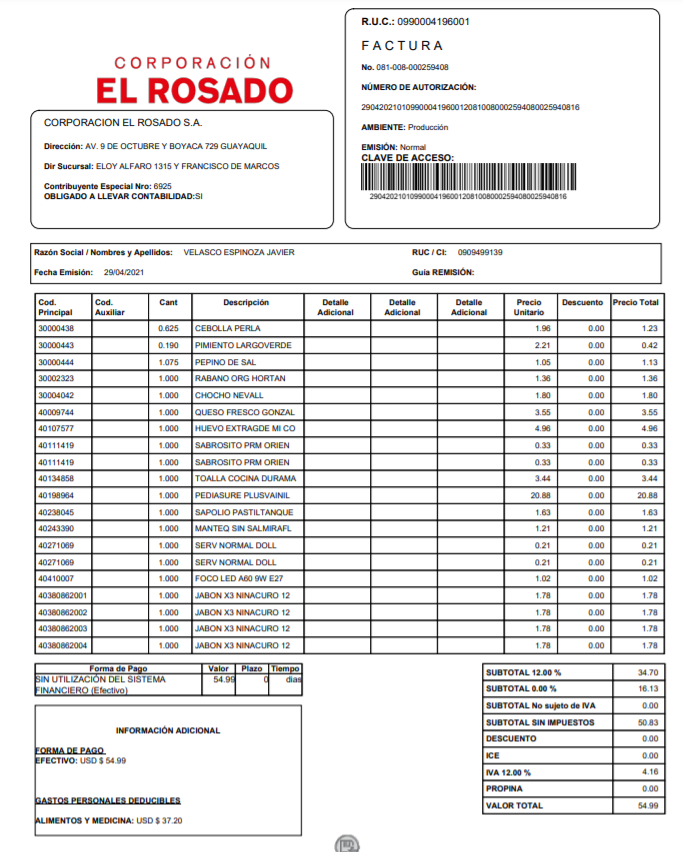 CORPORACIÓN
EL ROSADO
CORPORACION EL ROSADO S.A.
Dirección: AV. 9 DE OCTUBRE Y BOYACA 729 GUAYAQUIL
Dir Sucursal: ELOY ALFARO 1315 Y FRANCISCO DE MARCOS
Contribuyente Especial Nro: 6925
OBLIGADO A LLEVAR CONTABILIDAD:SI
R.U.C.: 0990004196001
FACTURA
No. 081-008-000259408
NÚMERO DE AUTORIZACIÓN:
2904202101099000419600120810080002594080025940816
AMBIENTE: Producción
EMISIÓN: Normal
CLAVE DE ACCESO:
2904202101099000419600120810080002594080025940816
Razón Social / Nombres y Apellidos: VELASCO ESPINOZA JAVIER RUC / CI: 0909499139
Fecha Emisión: 29/04/2021 Guía REMISIÓN:
Cod. Principal Cod. Auxiliar Cant Descripción Detalle Adicional Detalle Adicional Detalle Adicional Precio Unitario Descuento Precio Total
30000438 0.625 CEBOLLA PERLA 1.96 0.00 1.23
30000443 0.190 PIMIENTO LARGOVERDE 2.21 0.00 0.42
30000444 1.075 PEPINO DE SAL 1.05 0.00 1.13
30002323 1.000 RABANO ORG HORTAN 1.36 0.00 1.36
30004042 1.000 CHOCHO NEVALL 1.80 0.00 1.80
40009744 1.000 QUESO FRESCO GONZAL 3.55 0.00 3.55
40107577 1.000 HUEVO EXTRAGDE MI CO 4.96 0.00 4.96
40111419 1.000 SABROSITO PRM ORIEN 0.33 0.00 0.33
40111419 1.000 SABROSITO PRM ORIEN 0.33 0.00 0.33
40134858 1.000 TOALLA COCINA DURAMA 3.44 0.00 3.44
40198964 1.000 PEDIASURE PLUSVAINIL 20.88 0.00 20.88
40238045 1.000 SAPOLIO PASTILTANQUE 1.63 0.00 1.63
40243390 1.000 MANTEQ SIN SALMIRAFL 1.21 0.00 1.21
40271069 1.000 SERV NORMAL DOLL 0.21 0.00 0.21
40271069 1.000 SERV NORMAL DOLL 0.21 0.00 0.21
40410007 1.000 FOCO LED A60 9W E27 1.02 0.00 1.02
40380862001 1.000 JABON X3 NINACURO 12 1.78 0.00 1.78
40380862002 1.000 JABON X3 NINACURO 12 1.78 0.00 1.78
40380862003 1.000 JABON X3 NINACURO 12 1.78 0.00 1.78
40380862004 1.000 JABON X3 NINACURO 12 1.78 0.00 1.78
Forma de Pago Valor Plazo Tiempo
SIN UTILIZACIÓN DEL SISTEMA 54.99 0 dias
FINANCIERO (Efectivo)
INFORMACIÓN ADICIONAL
FORMA DE PAGO
EFECTIVO: USD $ 54.99
GASTOS PERSONALES DEDUCIBLES
ALIMENTOS Y MEDICINA: USD $ 37.20
SUBTOTAL 12.00 % 34.70
SUBTOTAL 0.00 % 16.13
SUBTOTAL No sujeto de IVA 0.00
SUBTOTAL SIN IMPUESTOS 50.83
DESCUENTO 0.00
ICE 0.00
IVA 12.00 % 4.16
PROPINA 0.00
VALOR TOTAL 54.99